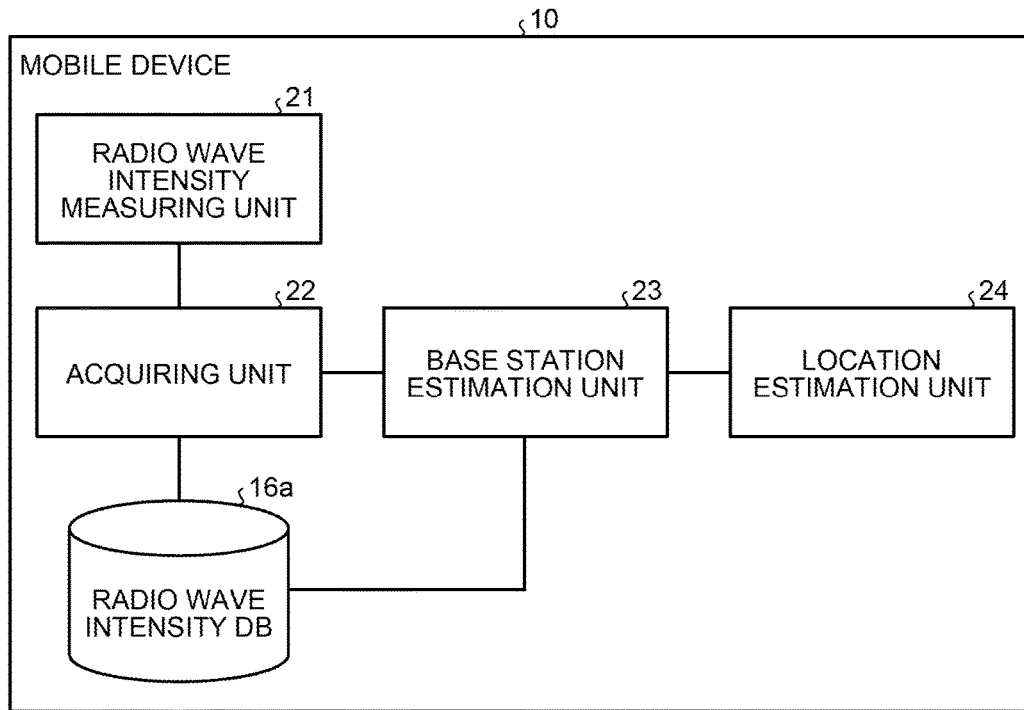 10
MOBILE DEVICE
21
RADIO WAVE
INTENSITY
MEASURING UNIT
22
ACQUIRING UNIT
23
BASE STATION
ESTIMATION UNIT
24
LOCATION
ESTIMATION UNIT
16a
RADIO WAVE
INTENSITY DB